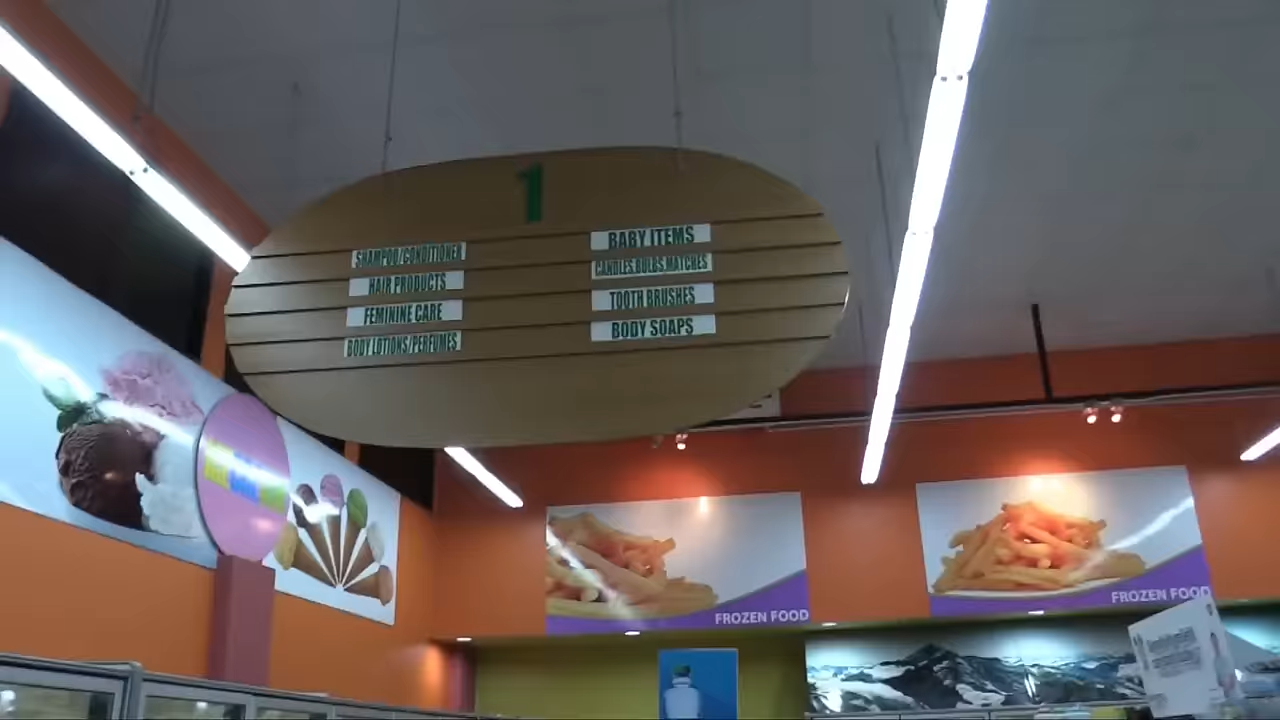 1
SHAMPOO/CONDITIONER
HAIR PRODUCTS
FEMININE CARE
BODY LOTIONS/PERFUMES
BABY ITEMS
CANDLES,BULBS,MATCHES
TOOTH BRUSHES
BODY SOAPS
FROZEN FOOD
FROZEN FOOD